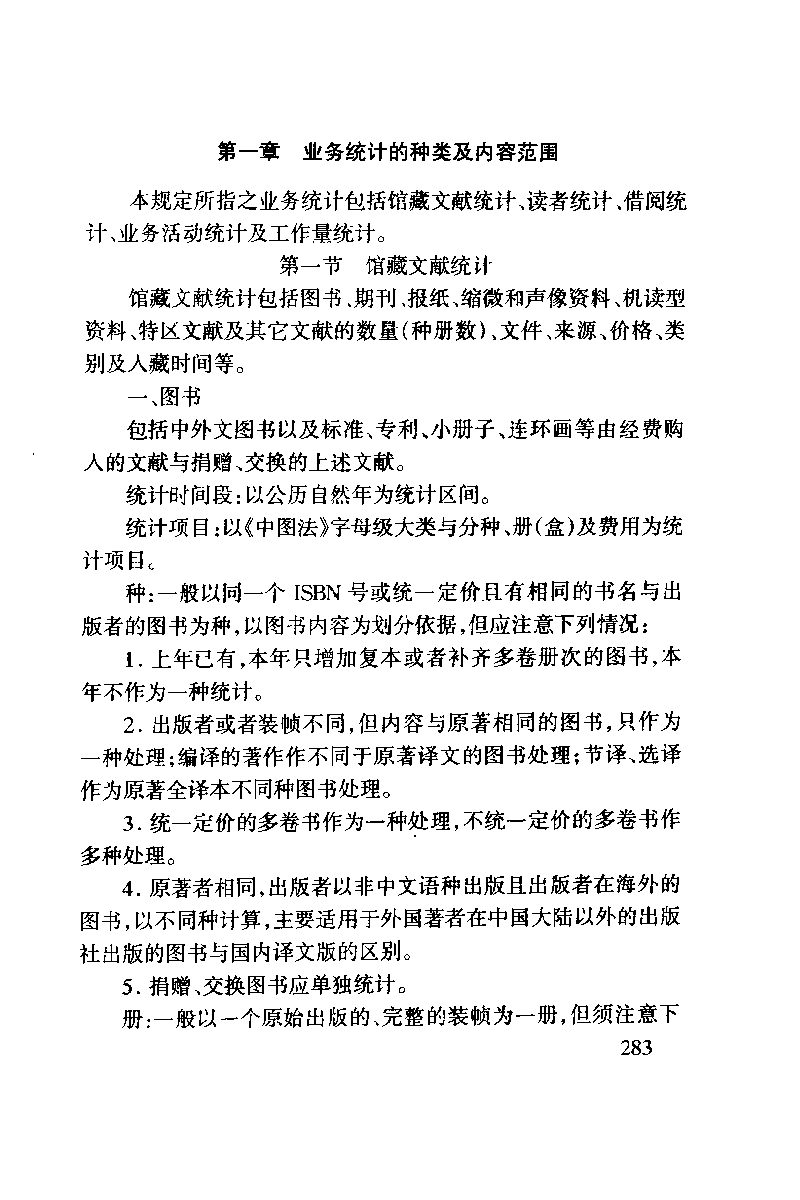 第一章　业务统计的种类及内容范围
本规定所指之业务统计包括馆藏文献统计、读者统计、借阅统
计、业务活动统计及工作量统计。
第一节　馆藏文献统计
馆藏文献统计包括图书、期刊、报纸、缩微和声像资料、机读型
资料、特区文献及其它文献的数量(种册数)、文件、来源、价格、类
别及入藏时间等。
一、图书
包括中外文图书以及标准、专利、小册子、连环画等由经费购
入的文献与捐赠、交换的上述文献。
统计时间段:以公历自然年为统计区间。
统计项目:以《中图法》字母级大类与分种、册(盒)及费用为统
计项目。
种:一般以同一个 ISBN 号或统一定价且有相同的书名与出
版者的图书为种,以图书内容为划分依据,但应注意下列情况:
1. 上年已有,本年只增加复本或者补齐多卷册次的图书,本
年不作为一种统计。
2. 出版者或者装帧不同,但内容与原著相同的图书,只作为
一种处理;编译的著作作不同于原著译文的图书处理;节译、选译
作为原著全译本不同种图书处理。
3. 统一定价的多卷书作为一种处理,不统一定价的多卷书作
多种处理。
4. 原著者相同,出版者以非中文语种出版且出版者在海外的
图书,以不同种计算,主要适用于外国著者在中国大陆以外的出版
社出版的图书与国内译文版的区别。
5. 捐赠、交换图书应单独统计。
册:一般以一个原始出版的、完整的装帧为一册,但须注意下
283